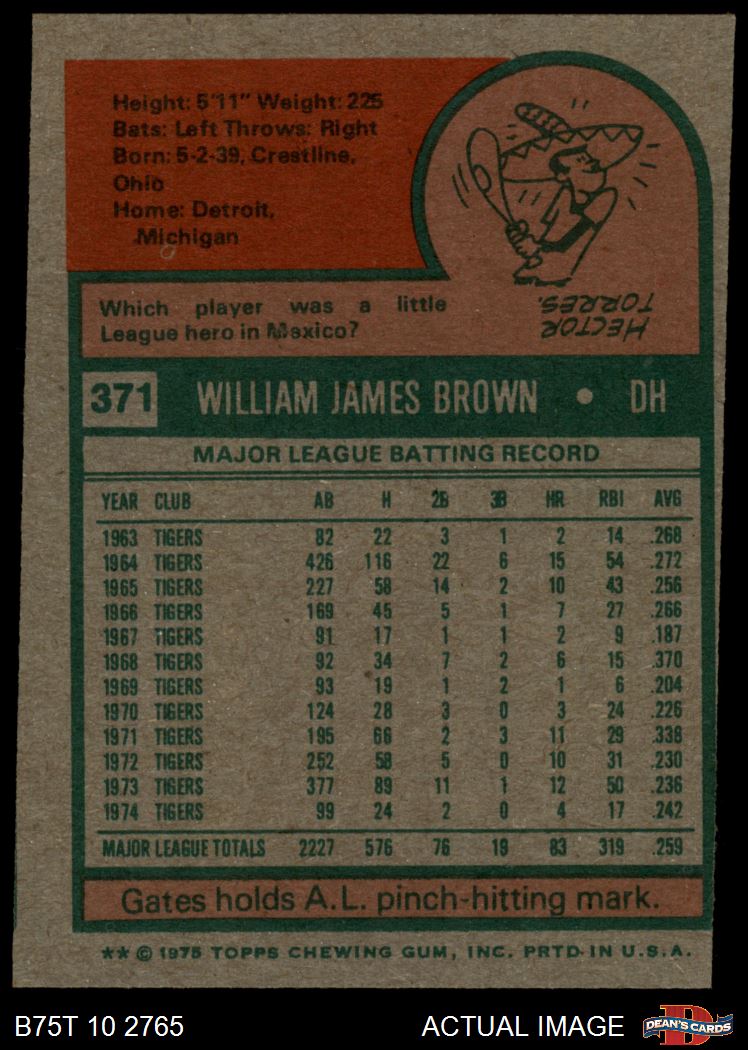 Height: 5'11" Weight: 225
Bats: Left Throws: Right
Born: 5-2-39, Crestline,
Ohio
Home: Detroit,
Michigan
Which player was a little
League hero in Mexico?
HECTOR
TORRES.
371 WILLIAM JAMES BROWN • DH
MAJOR LEAGUE BATTING RECORD
YEAR CLUB AB H 2B 3B HR RBI AVG
1963 TIGERS 82 22 3 1 2 14 .268
1964 TIGERS 426 116 22 6 15 54 .272
1965 TIGERS 227 58 14 2 10 43 .256
1966 TIGERS 169 45 5 1 7 27 .266
1967 TIGERS 91 17 1 1 2 9 .187
1968 TIGERS 92 34 7 2 6 15 .370
1969 TIGERS 93 19 1 2 1 6 .204
1970 TIGERS 124 28 3 0 3 24 .226
1971 TIGERS 195 66 2 3 11 29 .338
1972 TIGERS 252 58 5 0 10 31 .230
1973 TIGERS 377 89 11 1 12 50 .236
1974 TIGERS 99 24 2 0 4 17 .242
MAJOR LEAGUE TOTALS 2227 576 76 19 83 319 .259
Gates holds A.L. pinch-hitting mark.
** © 1975 TOPPS CHEWING GUM, INC. PRTD·IN U.S.A.
B75T 10 2765 ACTUAL IMAGE DEAN'S CARDS